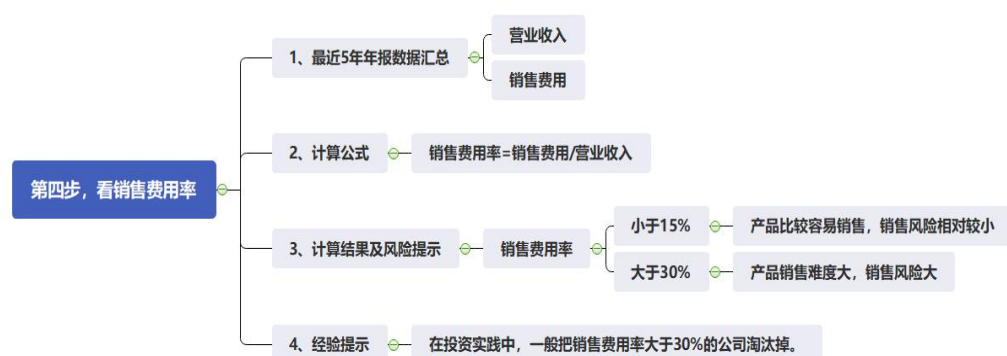 第四步，看销售费用率
1、最近5年年报数据汇总
营业收入
销售费用
2、计算公式
销售费用率=销售费用/营业收入
3、计算结果及风险提示
销售费用率
小于15%
产品比较容易销售，销售风险相对较小
大于30%
产品销售难度大，销售风险大
4、经验提示
在投资实践中，一般把销售费用率大于30%的公司淘汰掉。